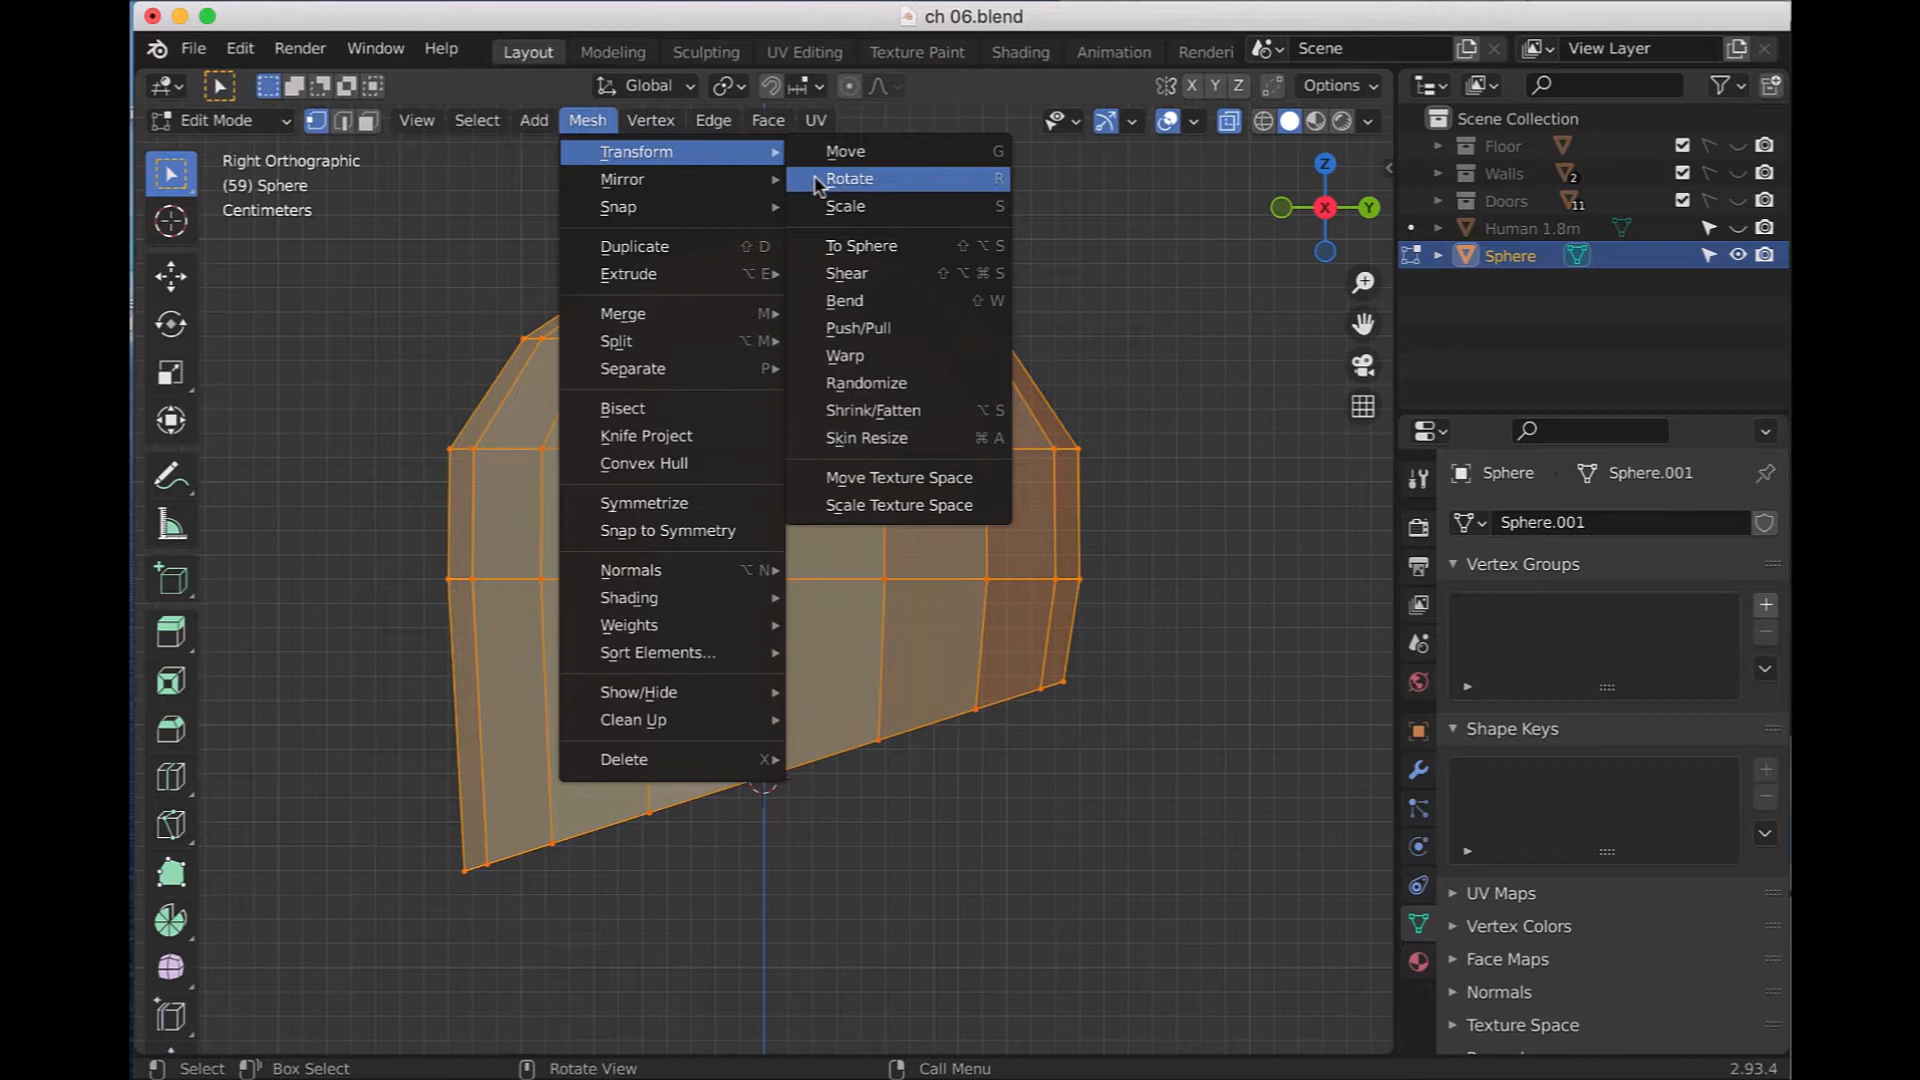 ch 06.blend
File Edit Render Window Help Layout Modeling Sculpting UV Editing Texture Paint Shading Animation Renderi Scene View Layer
Global X Y Z Options
Edit Mode View Select Add Mesh Vertex Edge Face UV
Scene Collection
Floor
Walls 2
Doors 11
Human 1.8m
Sphere
Right Orthographic
(59) Sphere
Centimeters
Transform
Mirror
Snap
Duplicate ⇧ D
Extrude ⌥ E
Merge M
Split ⌥ M
Separate P
Bisect
Knife Project
Convex Hull
Symmetrize
Snap to Symmetry
Normals ⌥ N
Shading
Weights
Sort Elements...
Show/Hide
Clean Up
Delete X
Move G
Rotate R
Scale S
To Sphere ⇧ ⌥ S
Shear ⇧ ⌥ ⌘ S
Bend ⇧ W
Push/Pull
Warp
Randomize
Shrink/Fatten ⌥ S
Skin Resize ⌘ A
Move Texture Space
Scale Texture Space
Z
X Y
Sphere Sphere.001
Sphere.001
Vertex Groups
Shape Keys
UV Maps
Vertex Colors
Face Maps
Normals
Texture Space
Select Box Select Rotate View Call Menu 2.93.4